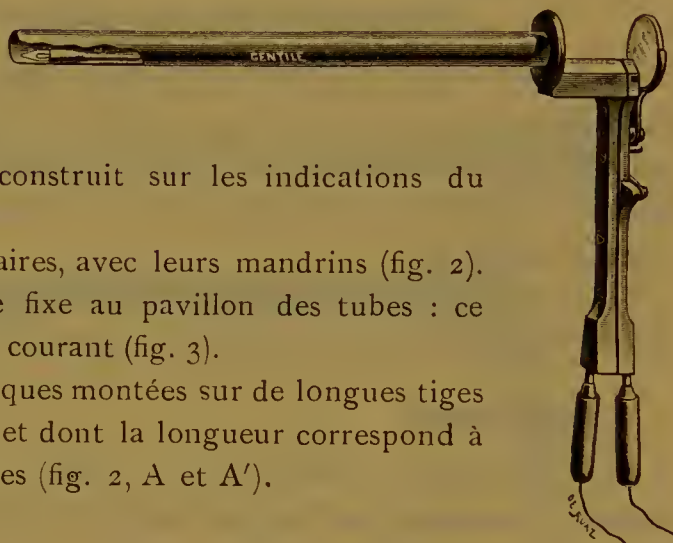 GENTILE
construit sur les indications du
aires, avec leurs mandrins (fig. 2).
e fixe au pavillon des tubes : ce
courant (fig. 3).
ques montées sur de longues tiges
et dont la longueur correspond à
es (fig. 2, A et A′).